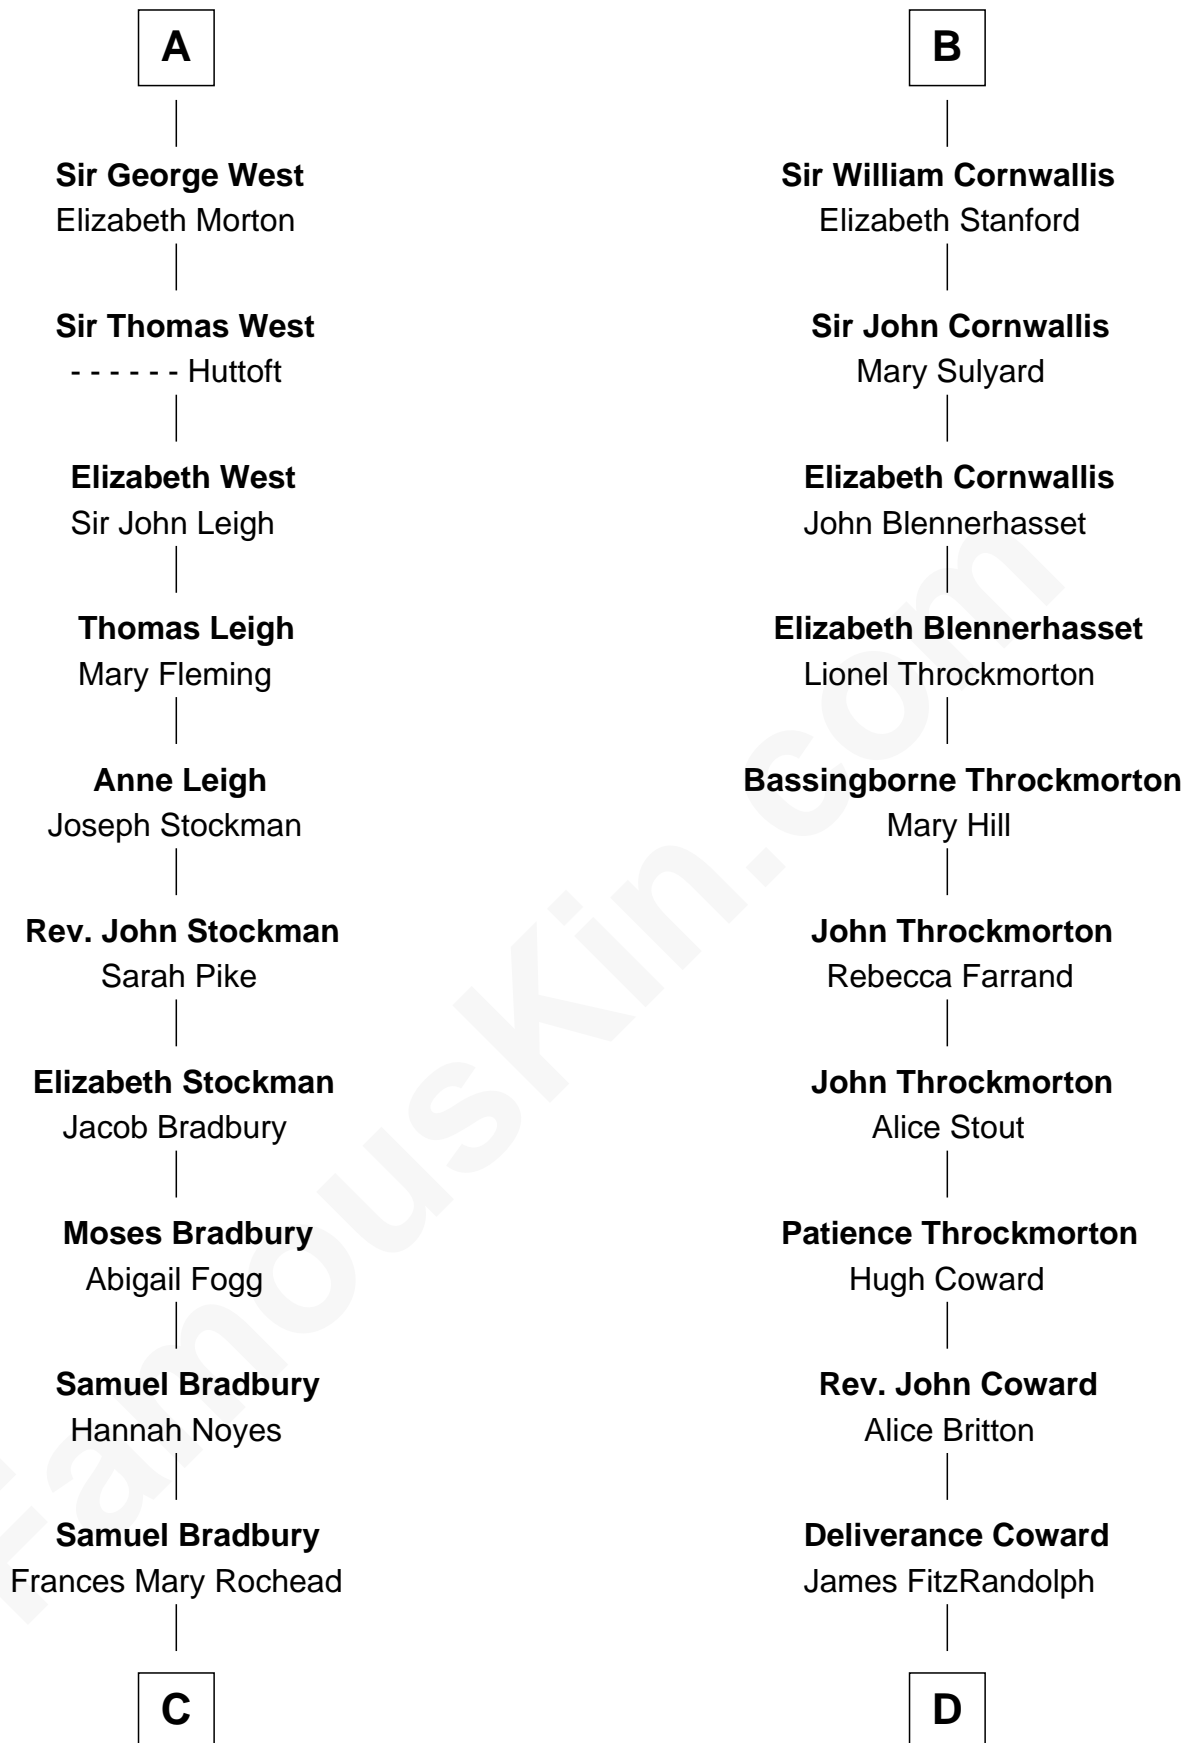 A
Sir George West
Elizabeth Morton
Sir Thomas West
- - - - - - Huttoft
Elizabeth West
Sir John Leigh
Thomas Leigh
Mary Fleming
Anne Leigh
Joseph Stockman
Rev. John Stockman
Sarah Pike
Elizabeth Stockman
Jacob Bradbury
Moses Bradbury
Abigail Fogg
Samuel Bradbury
Hannah Noyes
Samuel Bradbury
Frances Mary Rochead
C
B
Sir William Cornwallis
Elizabeth Stanford
Sir John Cornwallis
Mary Sulyard
Elizabeth Cornwallis
John Blennerhasset
Elizabeth Blennerhasset
Lionel Throckmorton
Bassingborne Throckmorton
Mary Hill
John Throckmorton
Rebecca Farrand
John Throckmorton
Alice Stout
Patience Throckmorton
Hugh Coward
Rev. John Coward
Alice Britton
Deliverance Coward
James FitzRandolph
D
FamousKin.com